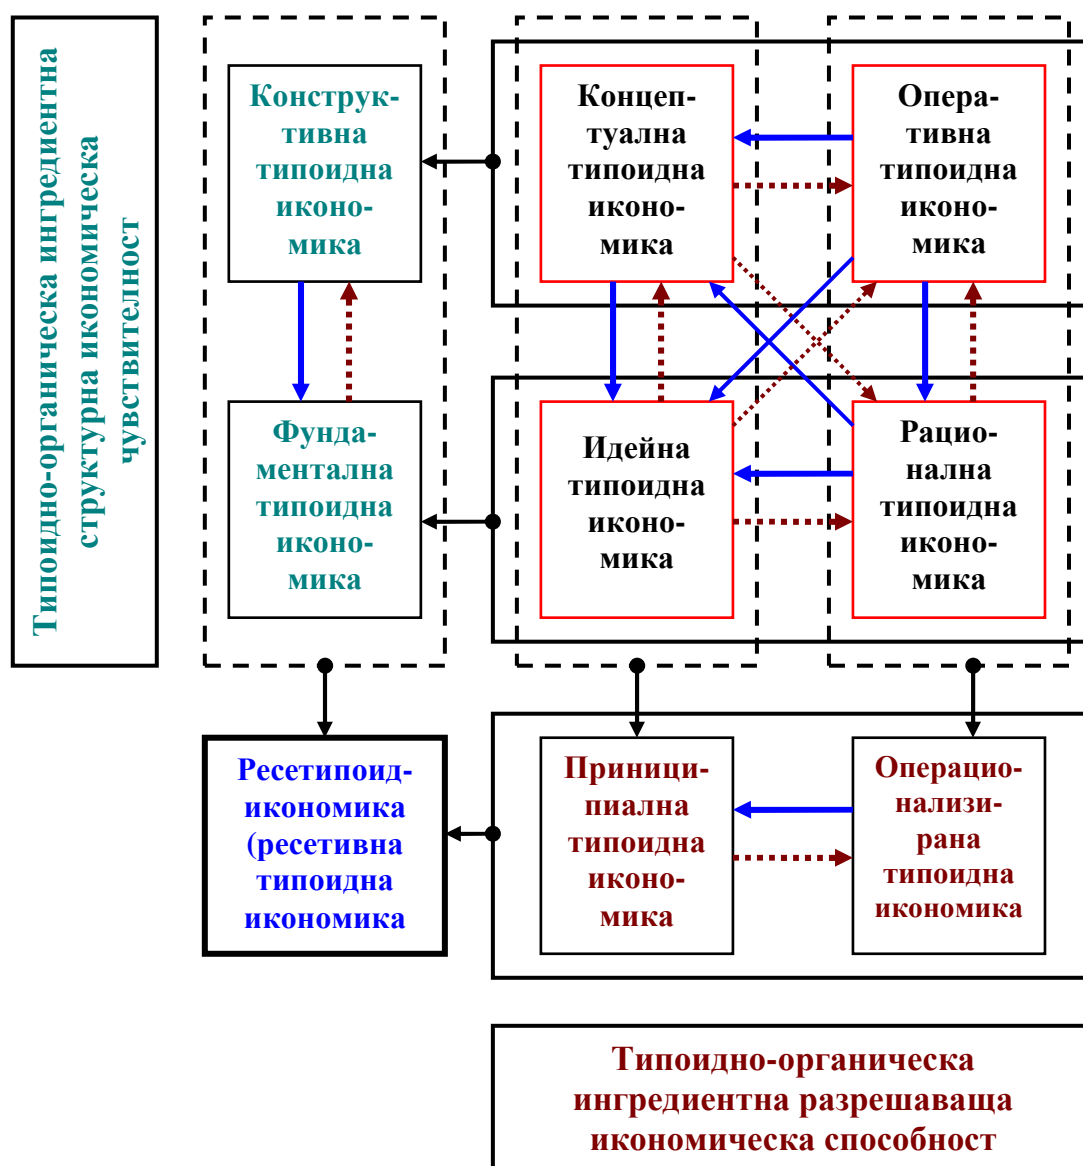 Типоидно-органическа ингредиентна
структурна икономическа
чувствителност
Конструк-
тивна
типоидна
иконо-
мика
Концеп-
туална
типоидна
иконо-
мика
Опера-
тивна
типоидна
иконо-
мика
Фунда-
ментална
типоидна
иконо-
мика
Идейна
типоидна
иконо-
мика
Рацио-
нална
типоидна
иконо-
мика
Ресетипоид-
икономика
(ресетивна
типоидна
икономика
Приници-
пиална
типоидна
иконо-
мика
Операцио-
нализи-
рана
типоидна
икономика
Типоидно-органическа
ингредиентна разрешаваща
икономическа способност